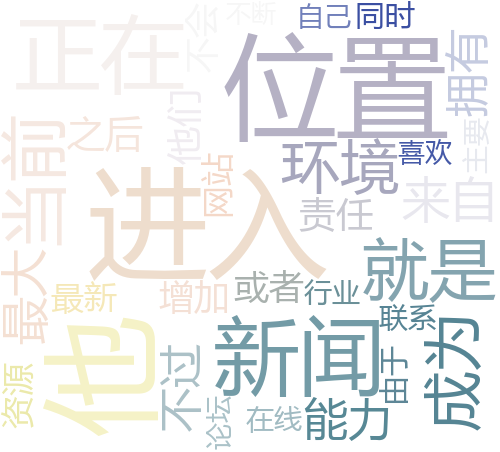 正在
不会
不断
自己
同时
位置
拥有
当前
之后
他们
环境
喜欢
主要
进入
网站
责任
来自
最大
最新
增加
或者
行业
就是
他
新闻
联系
成为
资源
不过
论坛
在线
能力
由于